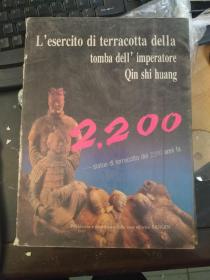 L'esercito di terracotta della
tomba dell' imperatore
Qin shi huang
2.200
statue di terracotta dei 2200 anni fa